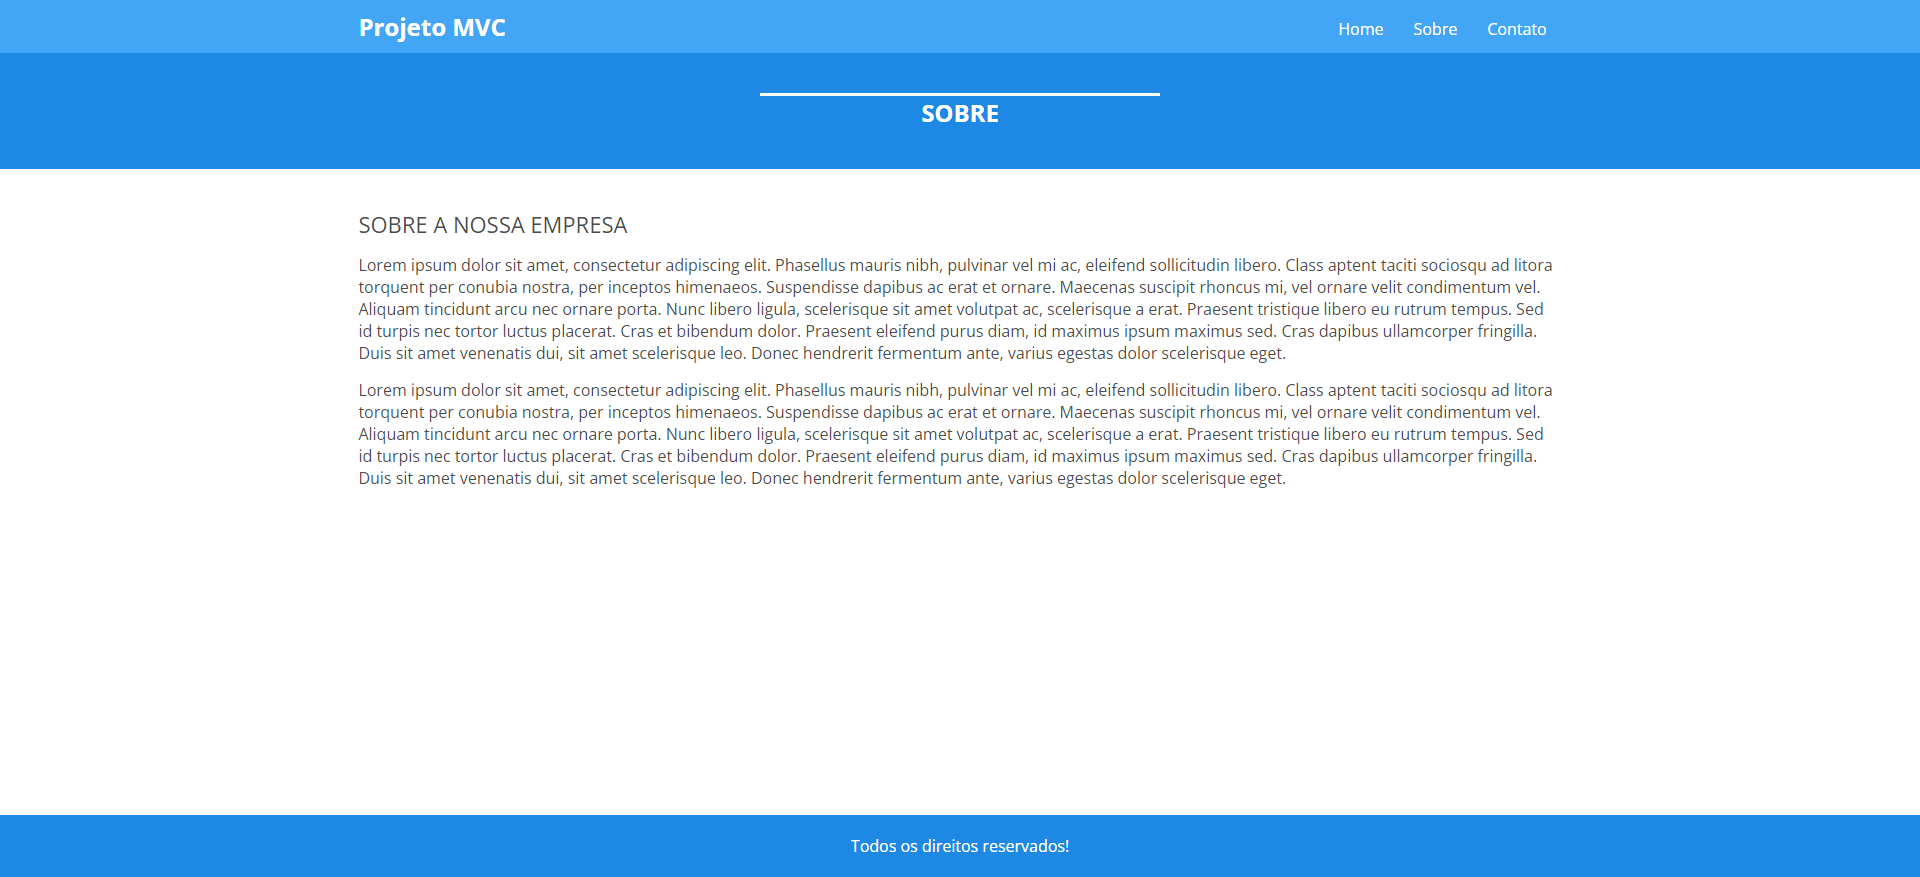 Projeto MVC
Home Sobre Contato
SOBRE
SOBRE A NOSSA EMPRESA
Lorem ipsum dolor sit amet, consectetur adipiscing elit. Phasellus mauris nibh, pulvinar vel mi ac, eleifend sollicitudin libero. Class aptent taciti sociosqu ad litora
torquent per conubia nostra, per inceptos himenaeos. Suspendisse dapibus ac erat et ornare. Maecenas suscipit rhoncus mi, vel ornare velit condimentum vel.
Aliquam tincidunt arcu nec ornare porta. Nunc libero ligula, scelerisque sit amet volutpat ac, scelerisque a erat. Praesent tristique libero eu rutrum tempus. Sed
id turpis nec tortor luctus placerat. Cras et bibendum dolor. Praesent eleifend purus diam, id maximus ipsum maximus sed. Cras dapibus ullamcorper fringilla.
Duis sit amet venenatis dui, sit amet scelerisque leo. Donec hendrerit fermentum ante, varius egestas dolor scelerisque eget.
Lorem ipsum dolor sit amet, consectetur adipiscing elit. Phasellus mauris nibh, pulvinar vel mi ac, eleifend sollicitudin libero. Class aptent taciti sociosqu ad litora
torquent per conubia nostra, per inceptos himenaeos. Suspendisse dapibus ac erat et ornare. Maecenas suscipit rhoncus mi, vel ornare velit condimentum vel.
Aliquam tincidunt arcu nec ornare porta. Nunc libero ligula, scelerisque sit amet volutpat ac, scelerisque a erat. Praesent tristique libero eu rutrum tempus. Sed
id turpis nec tortor luctus placerat. Cras et bibendum dolor. Praesent eleifend purus diam, id maximus ipsum maximus sed. Cras dapibus ullamcorper fringilla.
Duis sit amet venenatis dui, sit amet scelerisque leo. Donec hendrerit fermentum ante, varius egestas dolor scelerisque eget.
Todos os direitos reservados!